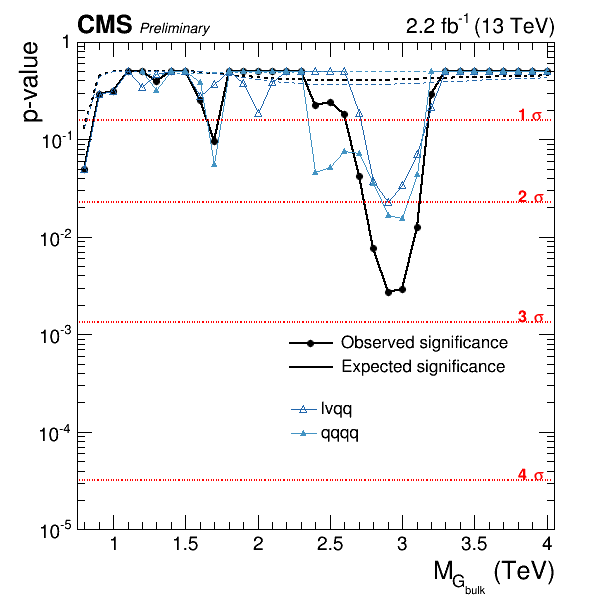 CMS Preliminary 2.2 fb⁻¹ (13 TeV)
p-value
1
10⁻¹
10⁻²
10⁻³
10⁻⁴
10⁻⁵
1 σ
2 σ
3 σ
4 σ
Observed significance
Expected significance
lvqq
qqqq
1 1.5 2 2.5 3 3.5 4
M_G_bulk (TeV)